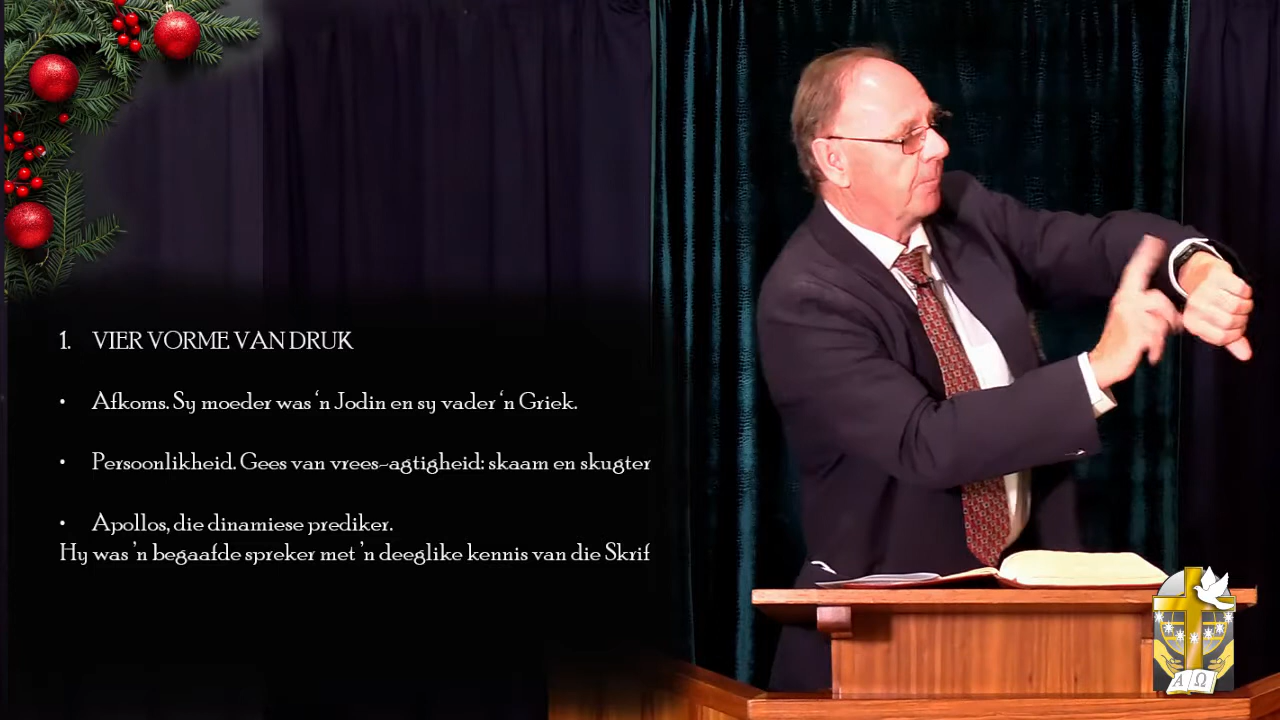 1. VIER VORME VAN DRUK
• Afkoms. Sy moeder was ‘n Jodin en sy vader ‘n Griek.
• Persoonlikheid. Gees van vrees-agtigheid: skaam en skugter
• Apollos, die dinamiese prediker.
Hy was ’n begaafde spreker met ’n deeglike kennis van die Skrif
A Ω